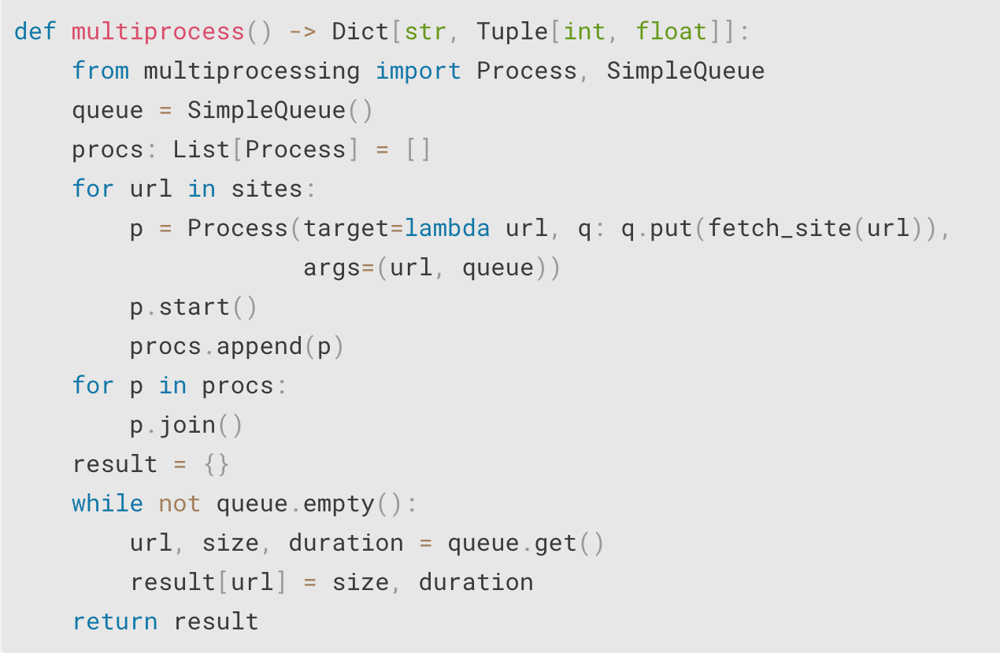 def multiprocess() -> Dict[str, Tuple[int, float]]:
    from multiprocessing import Process, SimpleQueue
    queue = SimpleQueue()
    procs: List[Process] = []
    for url in sites:
        p = Process(target=lambda url, q: q.put(fetch_site(url)),
                    args=(url, queue))
        p.start()
        procs.append(p)
    for p in procs:
        p.join()
    result = {}
    while not queue.empty():
        url, size, duration = queue.get()
        result[url] = size, duration
    return result